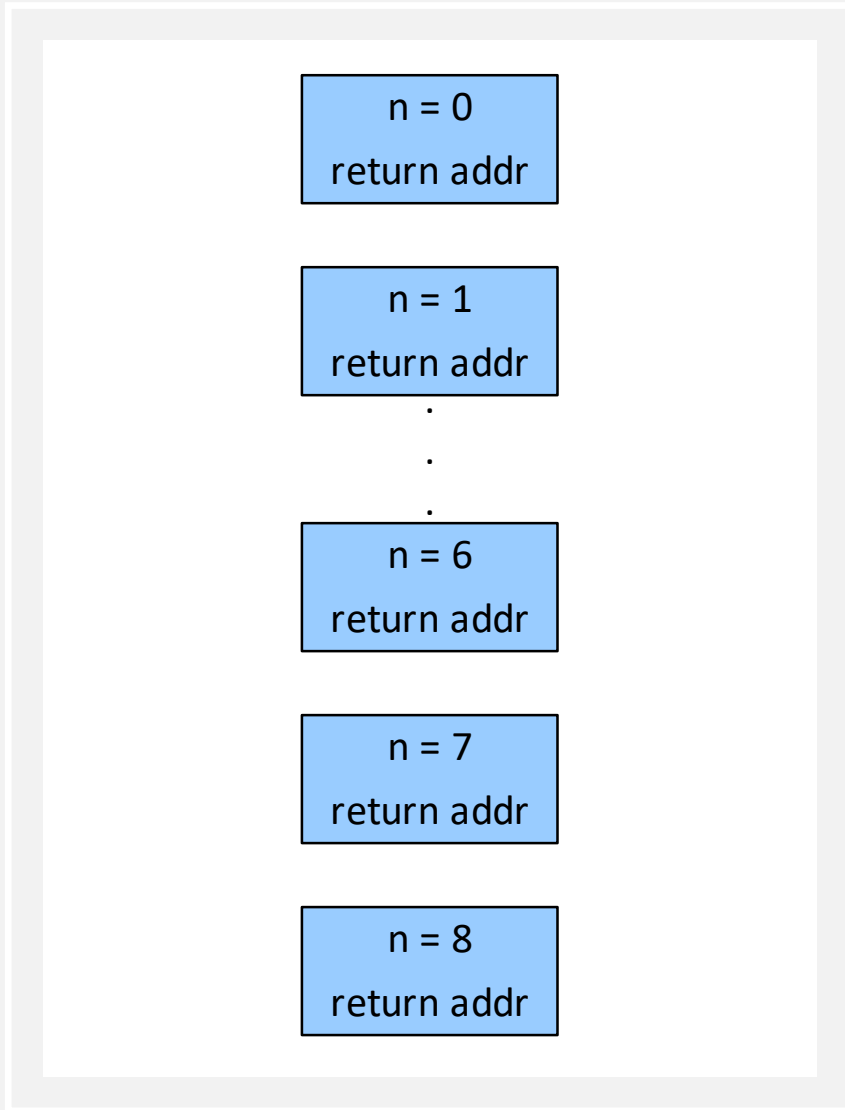 n = 0
return addr
n = 1
return addr
.
.
.
n = 6
return addr
n = 7
return addr
n = 8
return addr